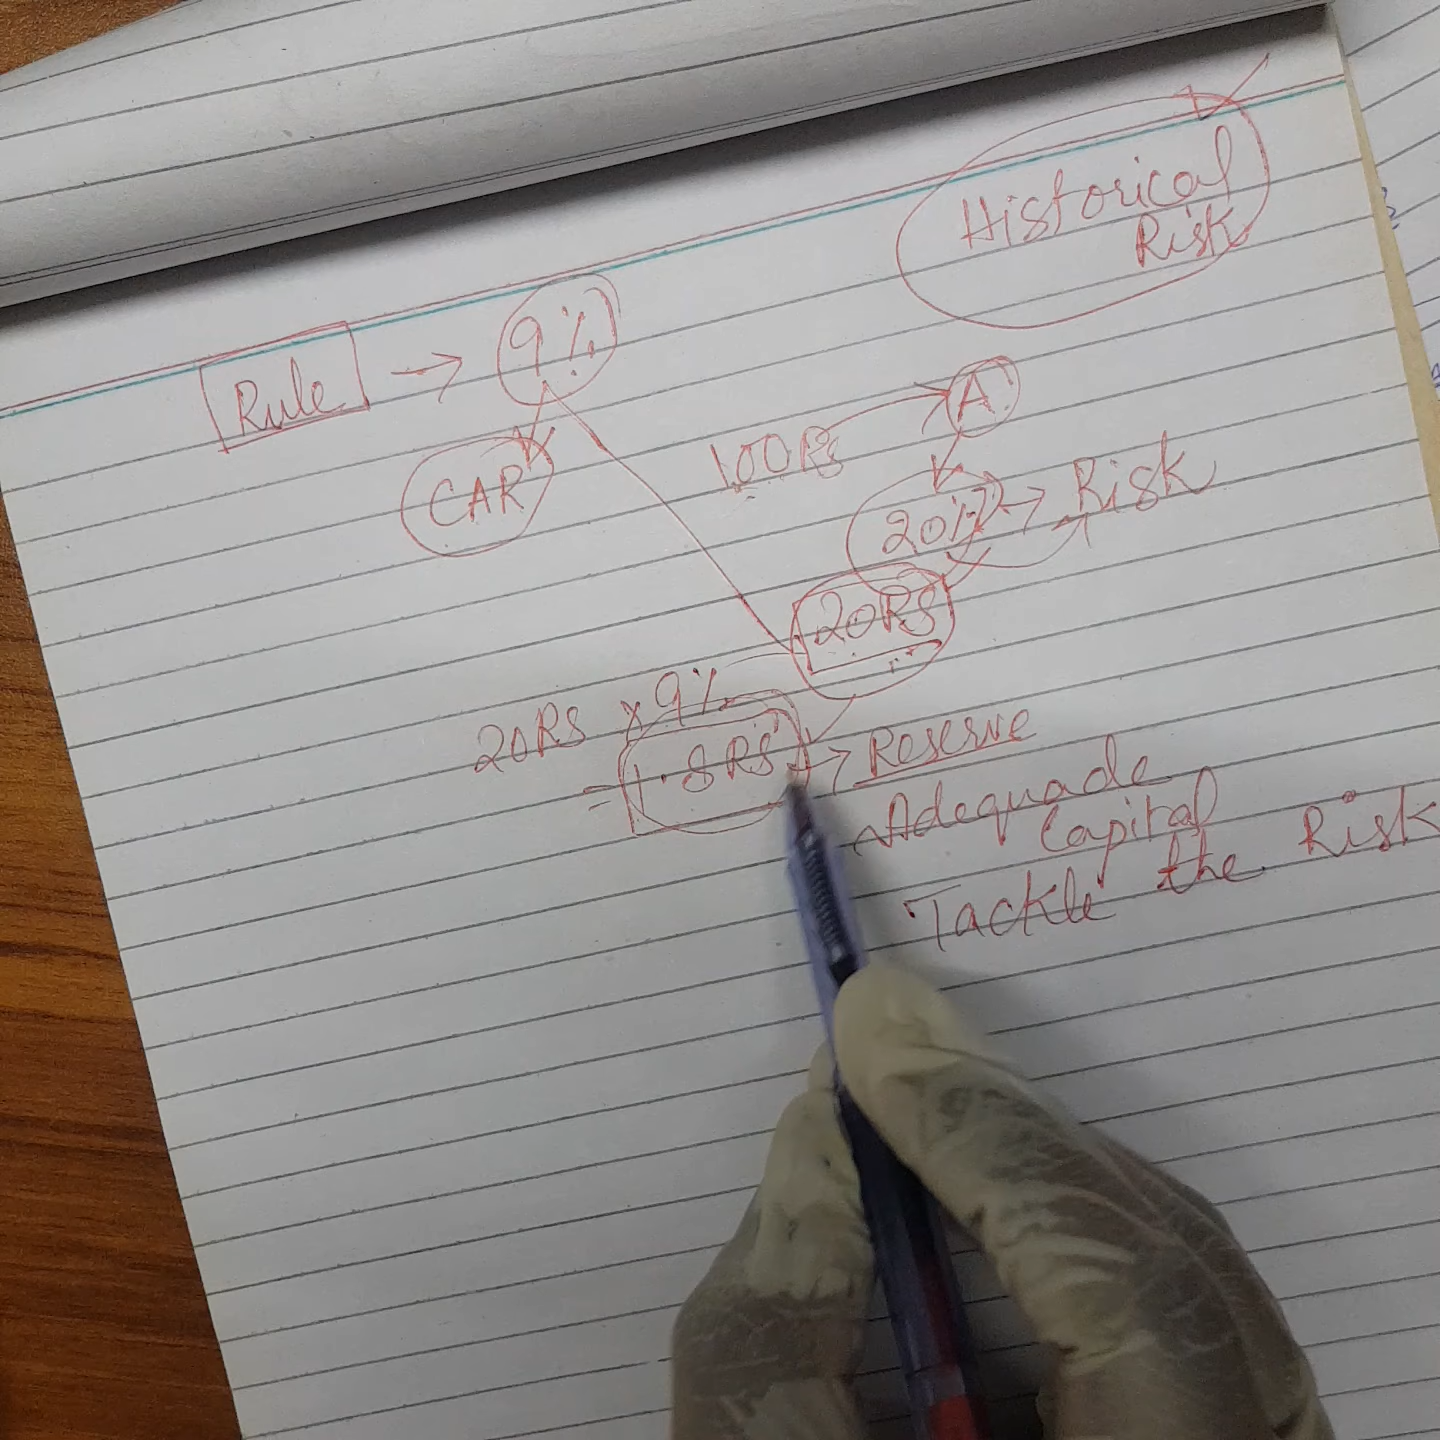 Historical
Risk
Rule → 9%
CAR
100Rs
A
20% → Risk
20RS
20RS x 9%
= 1.8RS → Reserve
Adequade
Capital
Tackle the Risk